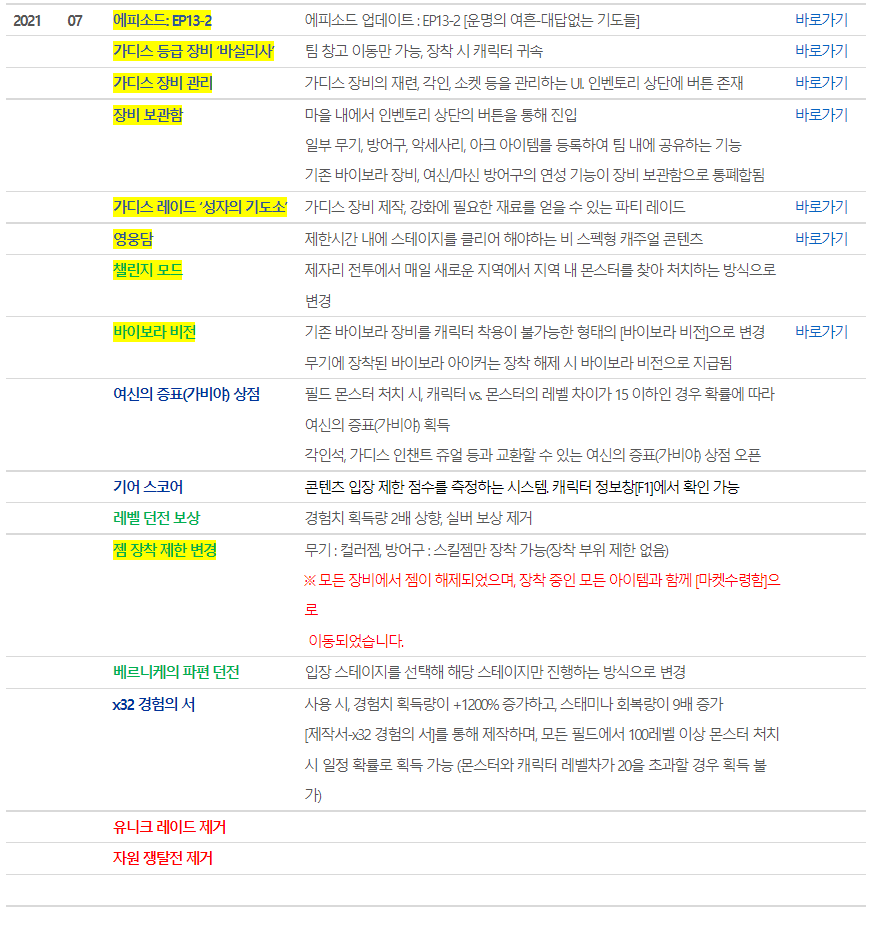 2021 07 에피소드: EP13-2 에피소드 업데이트 : EP13-2 [운명의 여흔-대답없는 기도들] 바로가기
가디스 등급 장비 '바실리사' 팀 창고 이동만 가능, 장착 시 캐릭터 귀속 바로가기
가디스 장비 관리 가디스 장비의 재련, 각인, 소켓 등을 관리하는 UI. 인벤토리 상단에 버튼 존재 바로가기
장비 보관함 마을 내에서 인벤토리 상단의 버튼을 통해 진입 바로가기
일부 무기, 방어구, 악세사리, 아크 아이템를 등록하여 팀 내에 공유하는 기능
기존 바이보라 장비, 여신/마신 방어구의 연성 기능이 장비 보관함으로 통폐합됨
가디스 레이드 '성자의 기도소' 가디스 장비 제작, 강화에 필요한 재료를 얻을 수 있는 파티 레이드 바로가기
영웅담 제한시간 내에 스테이지를 클리어 해야하는 비 스펙형 캐주얼 콘텐츠 바로가기
챌린지 모드 제자리 전투에서 매일 새로운 지역에서 지역 내 몬스터를 찾아 처치하는 방식으로
변경
바이보라 비전 기존 바이보라 장비를 캐릭터 착용이 불가능한 형태의 [바이보라 비전]으로 변경 바로가기
무기에 장착된 바이보라 아이커는 장착 해제 시 바이보라 비전으로 지급됨
여신의 증표(가비야) 상점 필드 몬스터 처치 시, 캐릭터 vs. 몬스터의 레벨 차이가 15 이하인 경우 확률에 따라
여신의 증표(가비야) 획득
각인석, 가디스 인챈트 쥬얼 등과 교환할 수 있는 여신의 증표(가비야) 상점 오픈
기어 스코어 콘텐츠 입장 제한 점수를 측정하는 시스템. 캐릭터 정보창[F1]에서 확인 가능
레벨 던전 보상 경험치 획득량 2배 상향, 실버 보상 제거
젬 장착 제한 변경 무기 : 컬러젬, 방어구 : 스킬젬만 장착 가능(장착 부위 제한 없음)
※ 모든 장비에서 젬이 해제되었으며, 장착 중인 모든 아이템과 함께 [마켓수령함]으
로
이동되었습니다.
베르니케의 파편 던전 입장 스테이지를 선택해 해당 스테이지만 진행하는 방식으로 변경
x32 경험의 서 사용 시, 경험치 획득량이 +1200% 증가하고, 스태미나 회복량이 9배 증가
[제작서-x32 경험의 서]를 통해 제작하며, 모든 필드에서 100레벨 이상 몬스터 처치
시 일정 확률로 획득 가능 (몬스터와 캐릭터 레벨차가 20을 초과할 경우 획득 불
가)
유니크 레이드 제거
자원 쟁탈전 제거